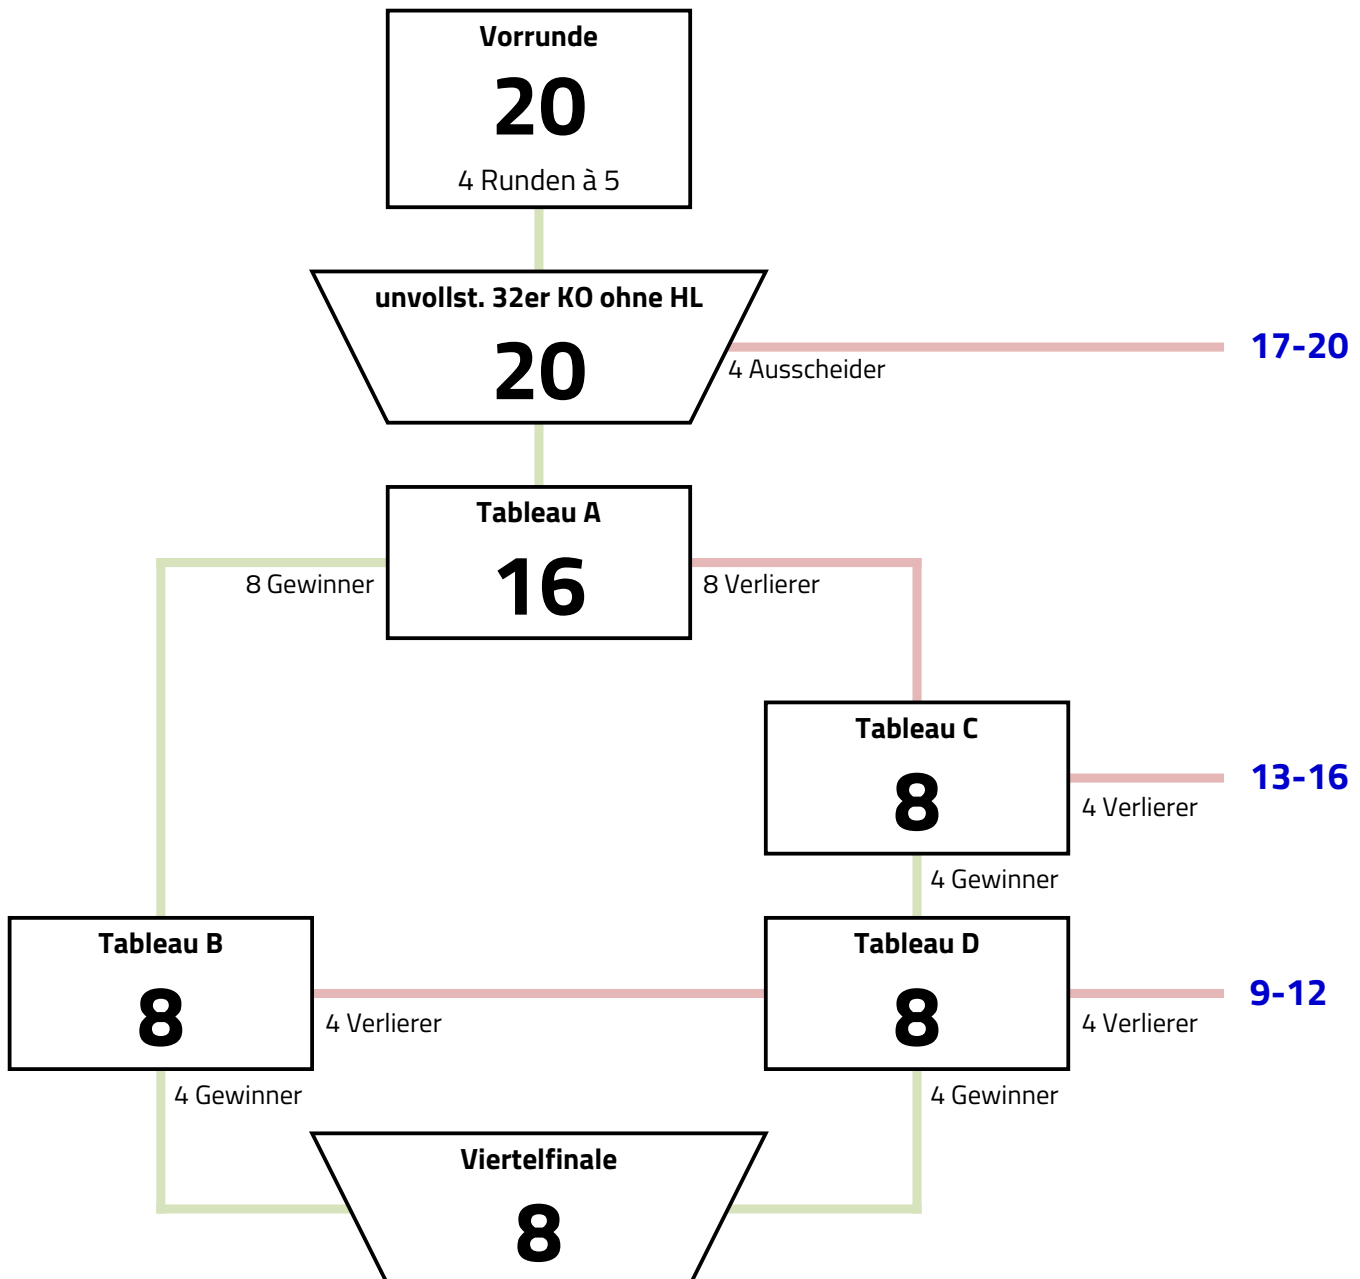 Vorrunde
20
4 Runden à 5
unvollst. 32er KO ohne HL
20
4 Ausscheider
17-20
Tableau A
16
8 Gewinner
8 Verlierer
Tableau C
8
4 Verlierer
13-16
4 Gewinner
Tableau B
8
4 Verlierer
4 Gewinner
Tableau D
8
4 Verlierer
9-12
4 Gewinner
Viertelfinale
8